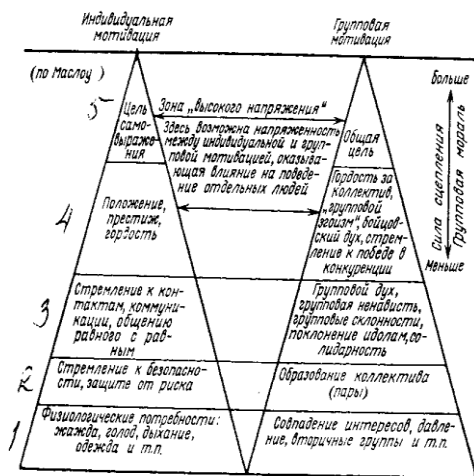 Индивидуальная
мотивация
Групповая
мотивация
(по Маслоу)
5
Цель
само-
выраже-
ния
Зона „высокого напряжения"
Здесь возможна напряженность
между индивидуальной и груп-
повой мотивацией, оказываю-
щая влияние на поведе-
ние отдельных людей
Общая
цель
Больше
Сила сцепления
Групповая мораль
Меньше
4
Положение,
престиж,
гордость
Гордость за
коллектив,
„групповой
эгоизм", бойцов-
ский дух, стрем-
ление к победе в
конкуренции
3
Стремление к кон-
тактам, коммуни-
кации, общению
равного с рав-
ным
Групповой дух,
групповая ненависть,
групповые склонности,
поклонение идолам, со-
лидарность
2
Стремление к безопасно-
сти, защите от риска
Образование коллектива
(пары)
1
Физиологические потребности:
жажда, голод, дыхание,
одежда и т.п.
Совпадение интересов, давле-
ние, вторичные группы и т.п.